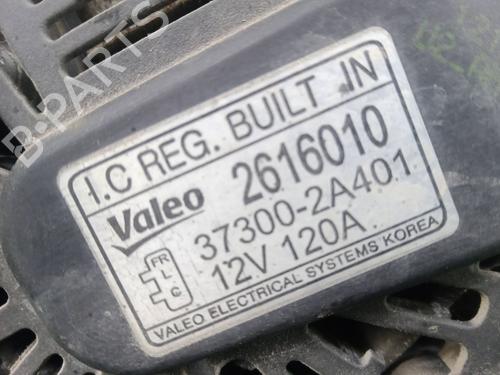 I.C REG. BUILT IN
Valeo 2616010
37300-2A401
12V 120A
FR
L
C
VALEO ELECTRICAL SYSTEMS KOREA
B-PARTS